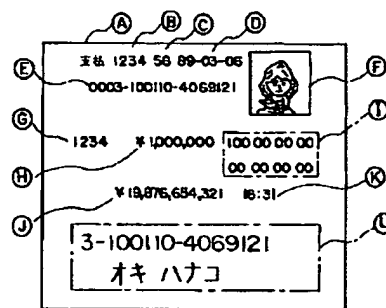 A B C D
支払 1234 56 89-03-06
E 0003-100110-4069121 F
G 1234 ¥1,000,000 100 00 00 00 I
H 00 00 00 00
J ¥19,876,654,321 16:31 K
3-100110-4069121 L
オキ ハナコ